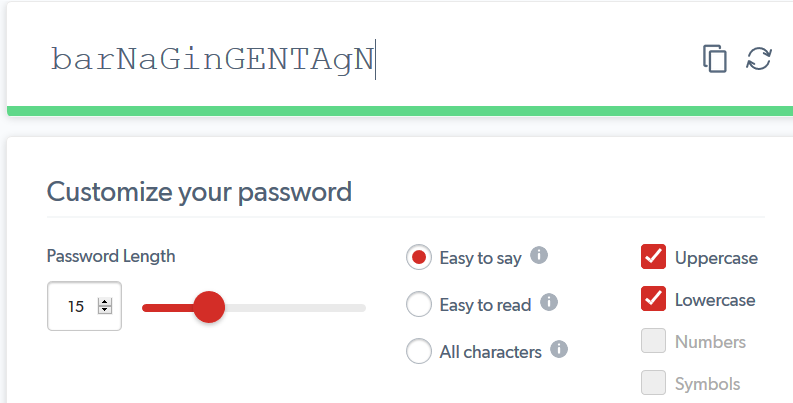 barNaGinGENTAgN
Customize your password
Password Length
15
Easy to say
Easy to read
All characters
Uppercase
Lowercase
Numbers
Symbols